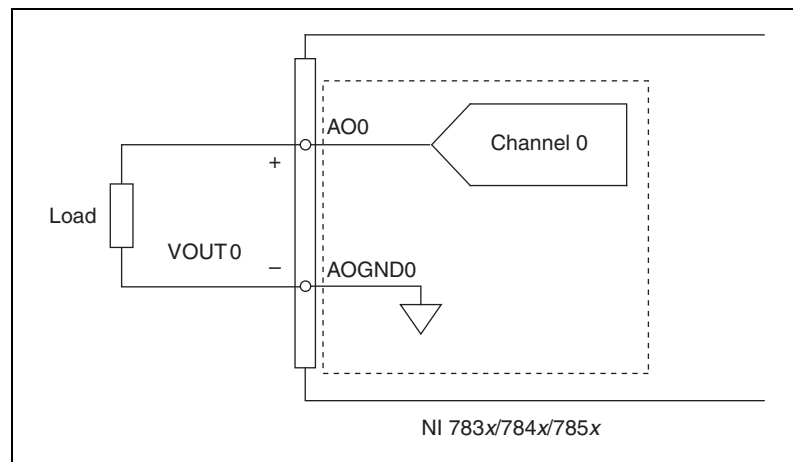 AO0
Channel 0
+
Load
VOUT0
–
AOGND0
NI 783x/784x/785x